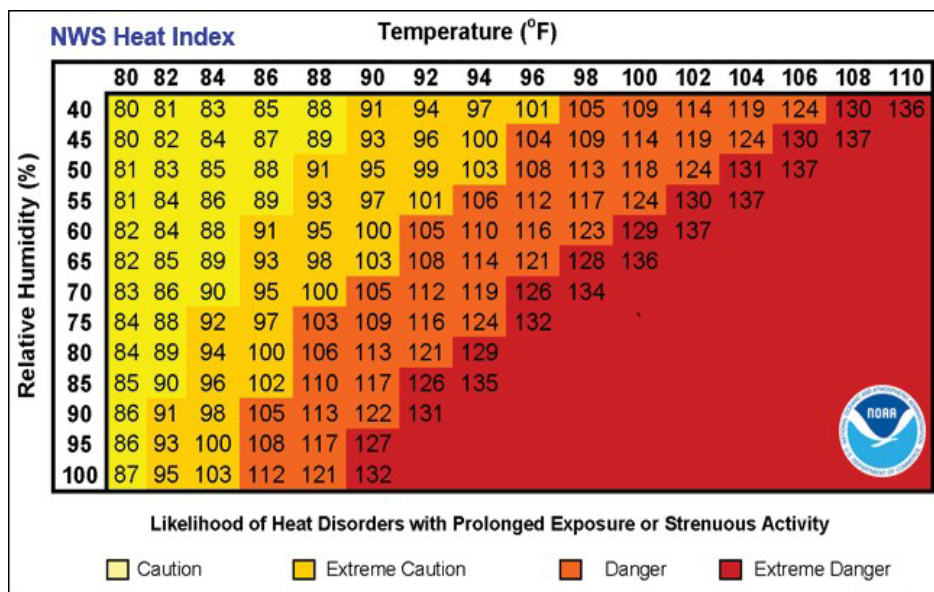 NWS Heat Index
Temperature (°F)
80 82 84 86 88 90 92 94 96 98 100 102 104 106 108 110
Relative Humidity (%)
40 80 81 83 85 88 91 94 97 101 105 109 114 119 124 130 136
45 80 82 84 87 89 93 96 100 104 109 114 119 124 130 137
50 81 83 85 88 91 95 99 103 108 113 118 124 131 137
55 81 84 86 89 93 97 101 106 112 117 124 130 137
60 82 84 88 91 95 100 105 110 116 123 129 137
65 82 85 89 93 98 103 108 114 121 128 136
70 83 86 90 95 100 105 112 119 126 134
75 84 88 92 97 103 109 116 124 132
80 84 89 94 100 106 113 121 129
85 85 90 96 102 110 117 126 135
90 86 91 98 105 113 122 131
95 86 93 100 108 117 127
100 87 95 103 112 121 132
NOAA
Likelihood of Heat Disorders with Prolonged Exposure or Strenuous Activity
Caution Extreme Caution Danger Extreme Danger